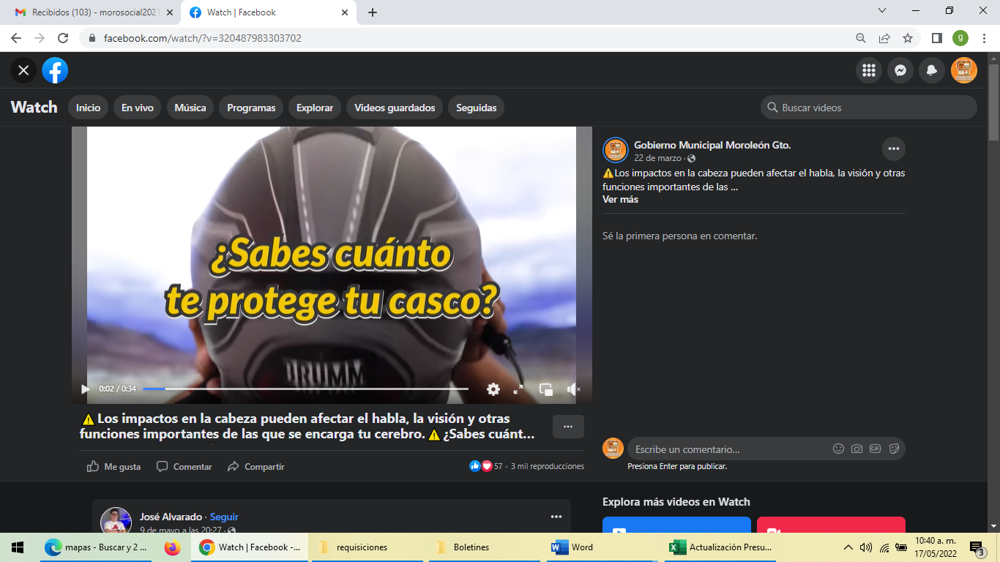 Recibidos (103) - morosocial2021
Watch | Facebook
facebook.com/watch/?v=320487983303702
g
Watch
Inicio
En vivo
Música
Programas
Explorar
Videos guardados
Seguidas
Buscar videos
¿Sabes cuánto
te protege tu casco?
DRUMM
0:02 / 0:34
Gobierno Municipal Moroleón Gto.
22 de marzo ·
⚠Los impactos en la cabeza pueden afectar el habla, la visión y otras
funciones importantes de las ...
Ver más
Sé la primera persona en comentar.
⚠Los impactos en la cabeza pueden afectar el habla, la visión y otras
funciones importantes de las que se encarga tu cerebro.⚠¿Sabes cuánt...
Me gusta
Comentar
Compartir
57 · 3 mil reproducciones
Escribe un comentario...
GIF
Presiona Enter para publicar.
José Alvarado · Seguir
9 de mayo a las 20:27 ·
Explora más videos en Watch
mapas - Buscar y 2 ...
Watch | Facebook -...
requisiciones
Boletines
Word
Actualización Presu...
10:40 a. m.
17/05/2022
3